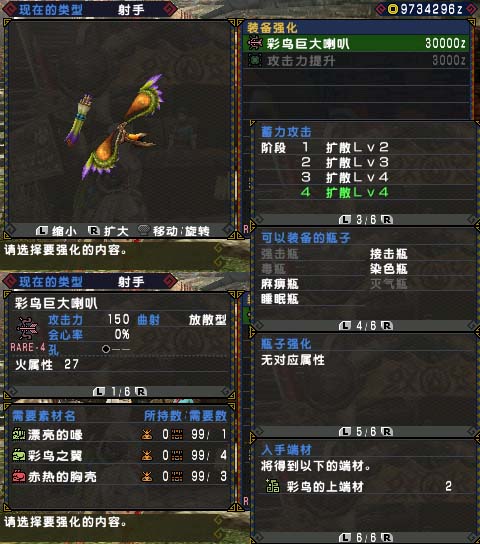 现在的类型 射手
9734296z
装备强化
彩鸟巨大喇叭 30000z
攻击力提升 3000z
L 缩小 R 扩大 移动/旋转
请选择要强化的内容。
蓄力攻击
阶段 1 扩散Lv2
2 扩散Lv3
3 扩散Lv4
4 扩散Lv4
L 3/6 R
可以装备的瓶子
强击瓶 接击瓶
毒瓶 染色瓶
麻痹瓶 灭气瓶
睡眠瓶
L 4/6 R
瓶子强化
无对应属性
L 5/6 R
入手端材
将得到以下的端材。
彩鸟的上端材 2
L 6/6 R
现在的类型 射手
彩鸟巨大喇叭
攻击力 150 曲射 放散型
会心率 0%
RARE-4 孔 ●——
火属性 27
L 1/6 R
需要素材名 所持数/需要数
漂亮的喙 0 99/ 1
彩鸟之翼 0 99/ 4
赤热的胸壳 0 99/ 3
请选择要强化的内容。